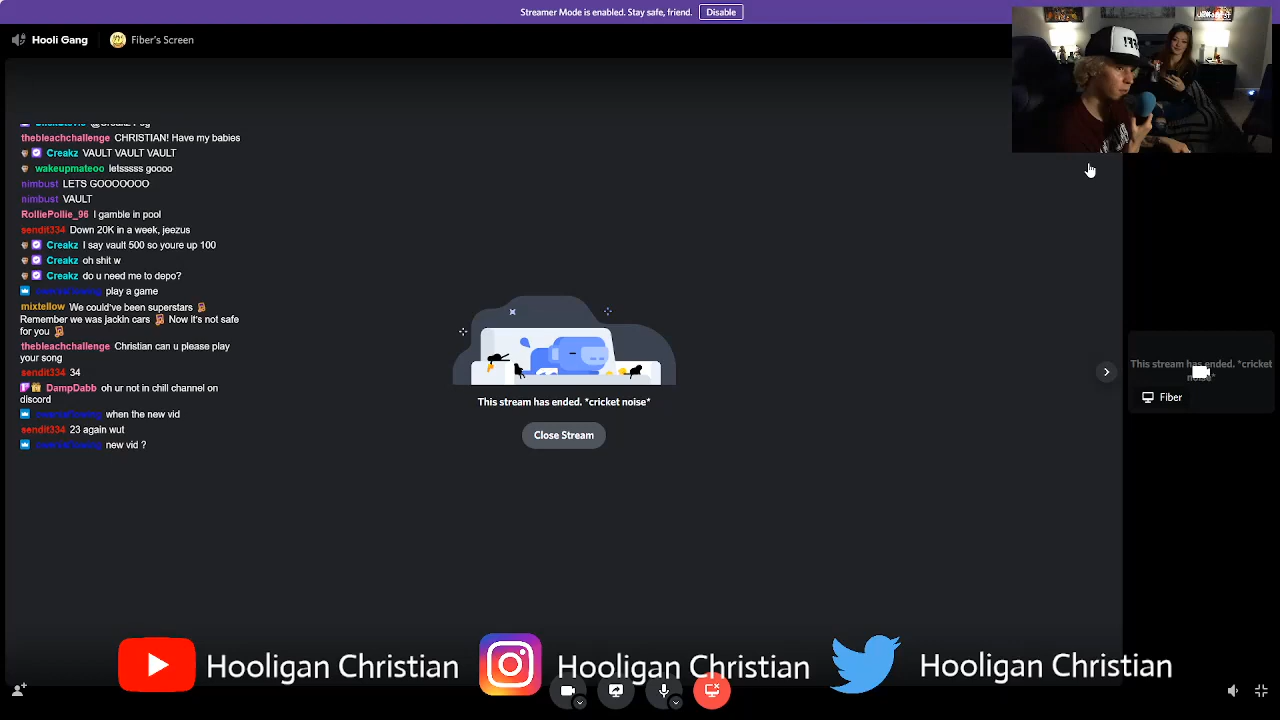 Streamer Mode is enabled. Stay safe, friend. Disable
Hooli Gang Fiber's Screen
thebleachchallenge CHRISTIAN! Have my babies
Creakz VAULT VAULT VAULT
wakeupmateoo letsssss goooo
nimbust LETS GOOOOOOO
nimbust VAULT
RolliePollie_96 I gamble in pool
sendit334 Down 20K in a week, jeezus
Creakz I say vault 500 so youre up 100
Creakz oh shit w
Creakz do u need me to depo?
play a game
mixtellow We could've been superstars
Remember we was jackin cars Now it's not safe
for you
thebleachchallenge Christian can u please play
your song
sendit334 34
DampDabb oh ur not in chill channel on
discord
when the new vid
sendit334 23 again wut
new vid ?
This stream has ended. *cricket noise*
Close Stream
This stream has ended. *cricket
Fiber
Hooligan Christian
Hooligan Christian
Hooligan Christian